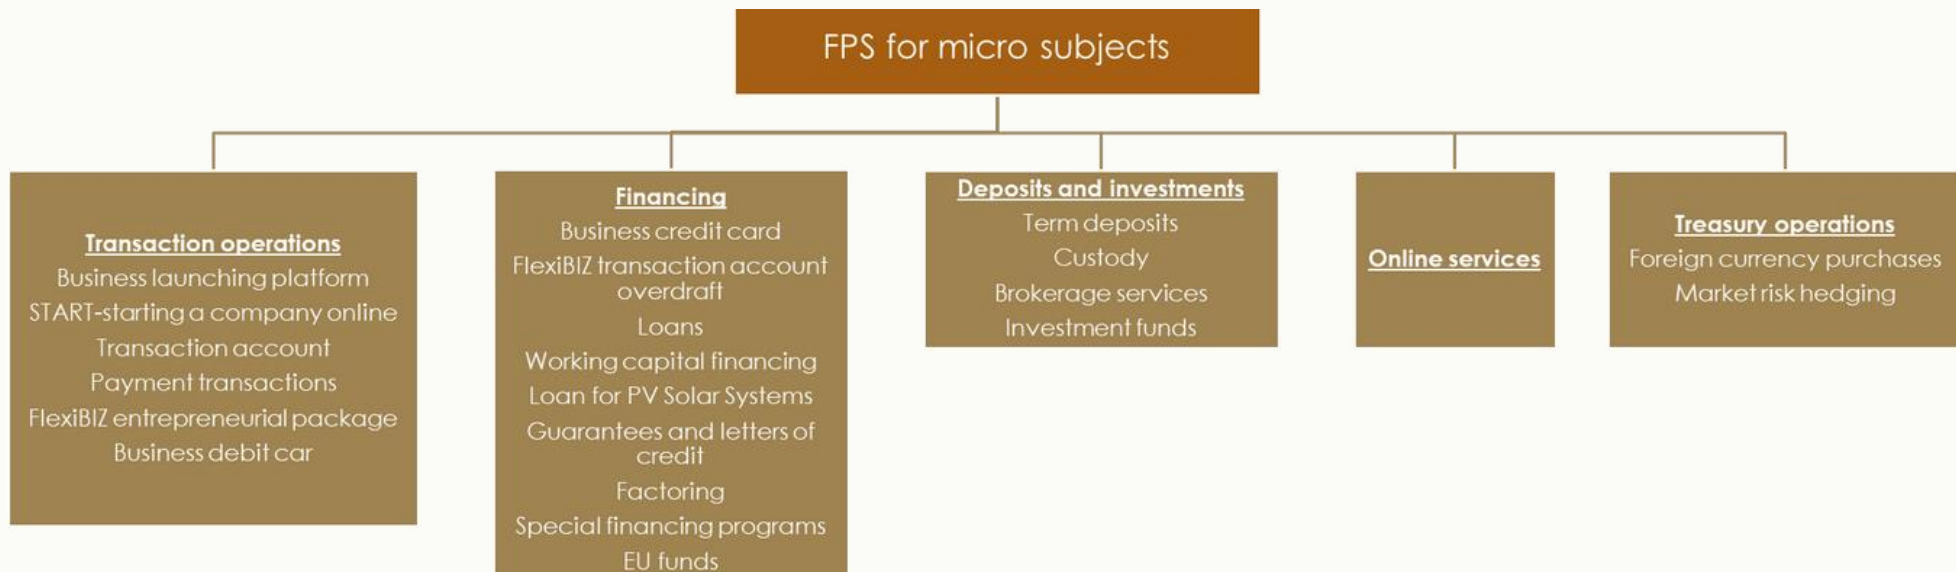 FPS for micro subjects
Transaction operations
Business launching platform
START-starting a company online
Transaction account
Payment transactions
FlexiBIZ entrepreneurial package
Business debit car
Financing
Business credit card
FlexiBIZ transaction account
overdraft
Loans
Working capital financing
Loan for PV Solar Systems
Guarantees and letters of
credit
Factoring
Special financing programs
EU funds
Deposits and investments
Term deposits
Custody
Brokerage services
Investment funds
Online services
Treasury operations
Foreign currency purchases
Market risk hedging